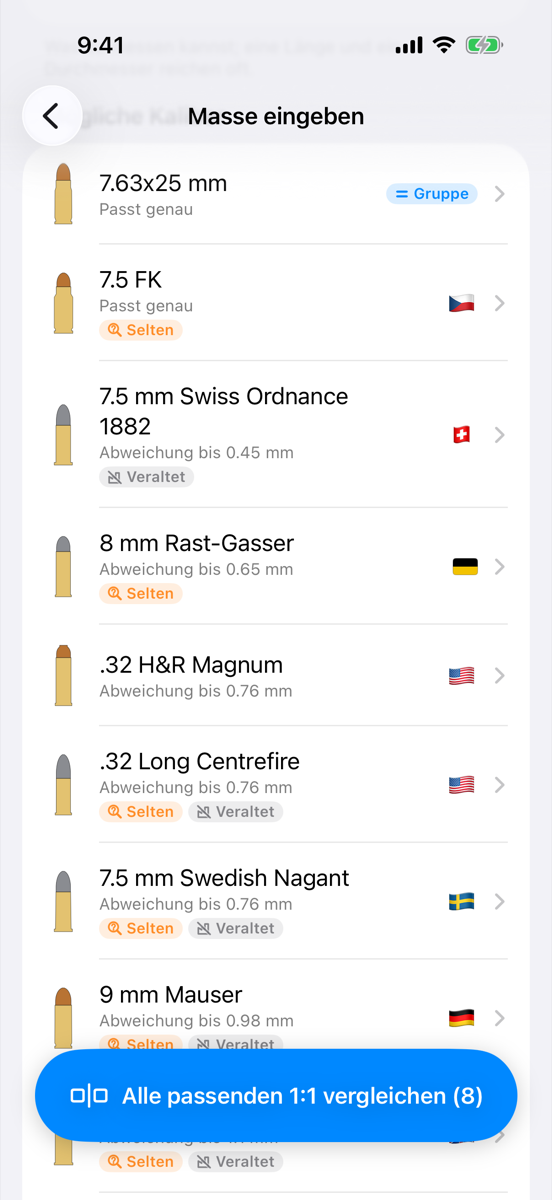 9:41
Masse eingeben
7.63x25 mm
Passt genau
= Gruppe
7.5 FK
Passt genau
Selten
7.5 mm Swiss Ordnance
1882
Abweichung bis 0.45 mm
Veraltet
8 mm Rast-Gasser
Abweichung bis 0.65 mm
Selten
.32 H&R Magnum
Abweichung bis 0.76 mm
.32 Long Centrefire
Abweichung bis 0.76 mm
Selten Veraltet
7.5 mm Swedish Nagant
Abweichung bis 0.76 mm
Selten Veraltet
9 mm Mauser
Abweichung bis 0.98 mm
Selten Veraltet
Alle passenden 1:1 vergleichen (8)
Selten Veraltet